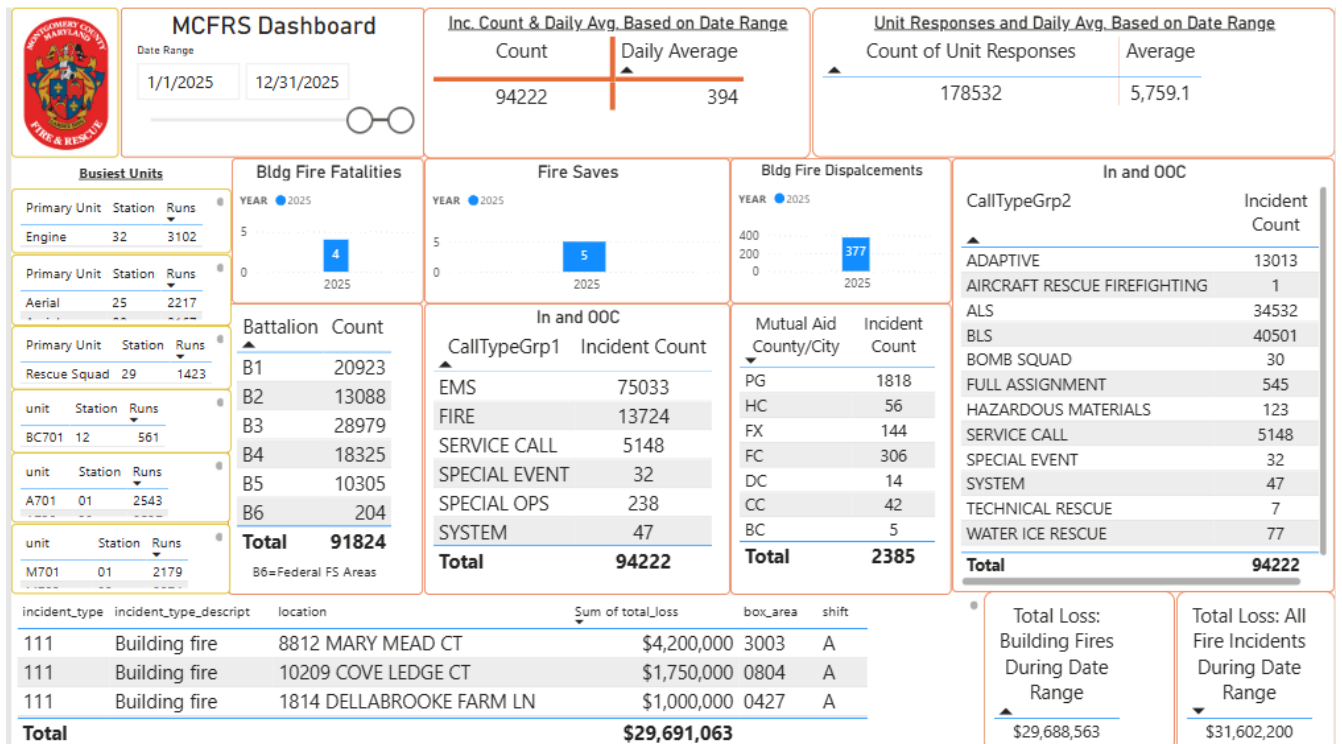 MONTGOMERY COUNTY
MARYLAND
FIRE & RESCUE
MCFRS Dashboard
Date Range
1/1/2025 12/31/2025
Inc. Count & Daily Avg. Based on Date Range
Count Daily Average
94222 394
Unit Responses and Daily Avg. Based on Date Range
Count of Unit Responses Average
178532 5,759.1
Busiest Units
Primary Unit Station Runs
Engine 32 3102
Primary Unit Station Runs
Aerial 25 2217
Primary Unit Station Runs
Rescue Squad 29 1423
unit Station Runs
BC701 12 561
unit Station Runs
A701 01 2543
unit Station Runs
M701 01 2179
Bldg Fire Fatalities
YEAR 2025
5
4
0
2025
Fire Saves
YEAR 2025
5
5
0
2025
Bldg Fire Dispalcements
YEAR 2025
400
377
200
0
2025
Battalion Count
B1 20923
B2 13088
B3 28979
B4 18325
B5 10305
B6 204
Total 91824
B6=Federal FS Areas
In and OOC
CallTypeGrp1 Incident Count
EMS 75033
FIRE 13724
SERVICE CALL 5148
SPECIAL EVENT 32
SPECIAL OPS 238
SYSTEM 47
Total 94222
Mutual Aid Incident
County/City Count
PG 1818
HC 56
FX 144
FC 306
DC 14
CC 42
BC 5
Total 2385
In and OOC
CallTypeGrp2 Incident
Count
ADAPTIVE 13013
AIRCRAFT RESCUE FIREFIGHTING 1
ALS 34532
BLS 40501
BOMB SQUAD 30
FULL ASSIGNMENT 545
HAZARDOUS MATERIALS 123
SERVICE CALL 5148
SPECIAL EVENT 32
SYSTEM 47
TECHNICAL RESCUE 7
WATER ICE RESCUE 77
Total 94222
incident_type incident_type_descript location Sum of total_loss box_area shift
111 Building fire 8812 MARY MEAD CT $4,200,000 3003 A
111 Building fire 10209 COVE LEDGE CT $1,750,000 0804 A
111 Building fire 1814 DELLABROOKE FARM LN $1,000,000 0427 A
Total $29,691,063
Total Loss:
Building Fires
During Date
Range
$29,688,563
Total Loss: All
Fire Incidents
During Date
Range
$31,602,200